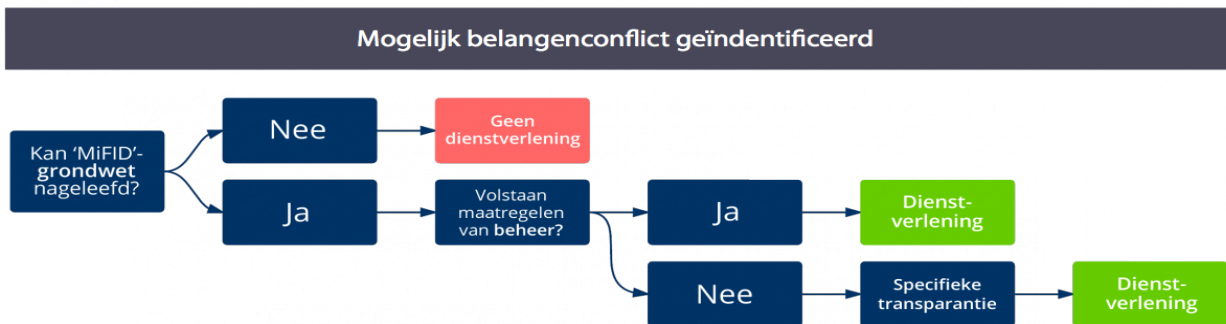 Mogelijk belangenconflict geïndentificeerd
Kan ‘MiFID’-
grondwet
nageleefd?
Nee
Geen
dienstverlening
Ja
Volstaan
maatregelen
van beheer?
Ja
Dienst-
verlening
Nee
Specifieke
transparantie
Dienst-
verlening